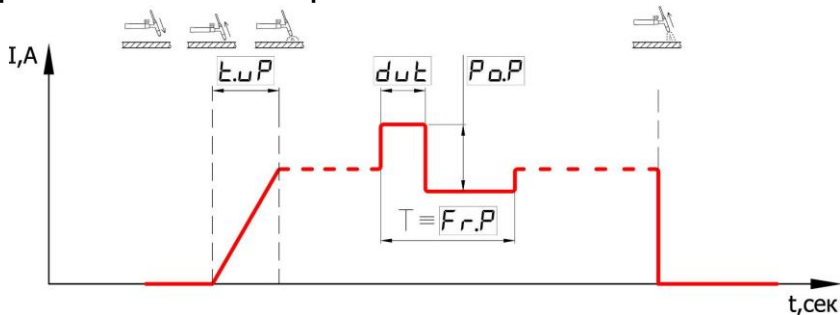 I,A
t.uP
dut
Po.P
T ≡ Fr.P
t,сек